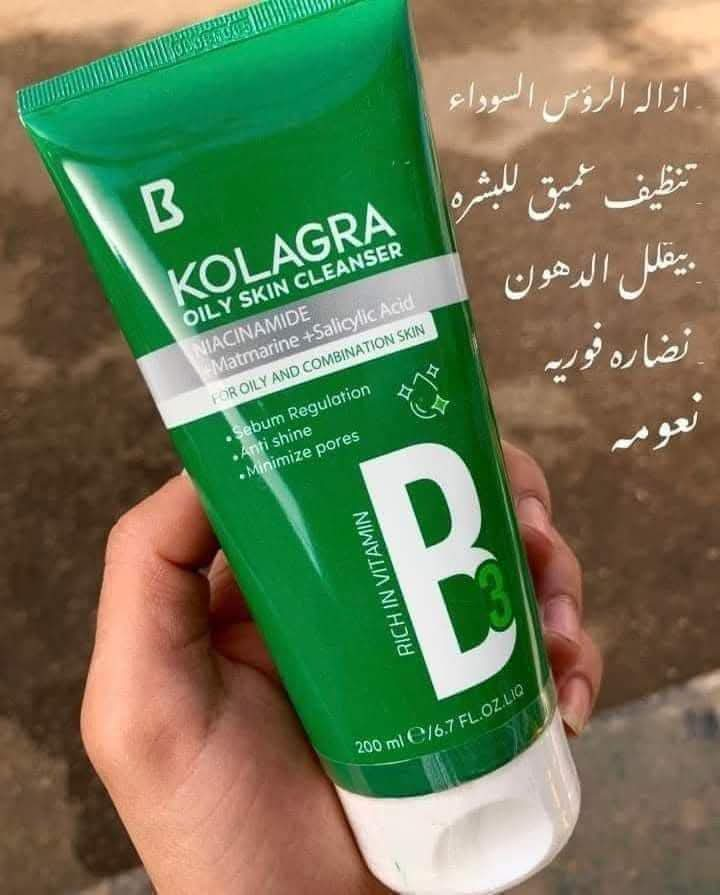 B
KOLAGRA
OILY SKIN CLEANSER
NIACINAMIDE
+Matmarine +Salicylic Acid
FOR OILY AND COMBINATION SKIN
• Sebum Regulation
• Anti shine
• Minimize pores
RICH IN VITAMIN
B3
200 ml ℮/6.7 FL.OZ.LIQ
- ازاله الرؤس السوداء
- تنظيف عميق للبشره
- بيقلل الدهون
- نضاره فوريه
نعومه